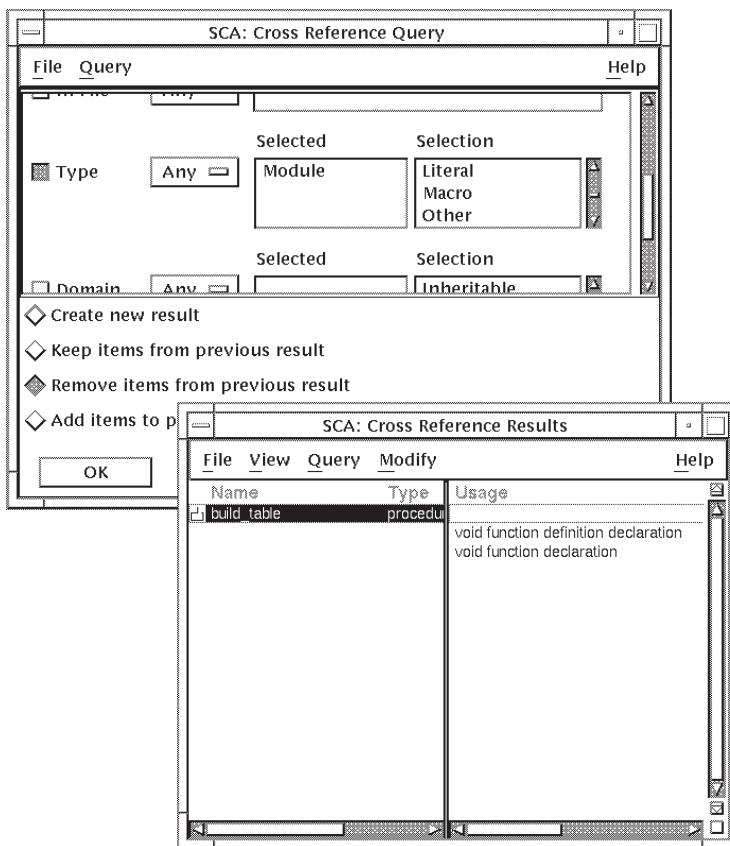 SCA: Cross Reference Query
File Query Help
Selected Selection
Type Any Module Literal
Macro
Other
Selected Selection
Domain Any Inheritable
Create new result
Keep items from previous result
Remove items from previous result
Add items to p
OK
SCA: Cross Reference Results
File View Query Modify Help
Name Type Usage
build_table procedu
void function definition declaration
void function declaration